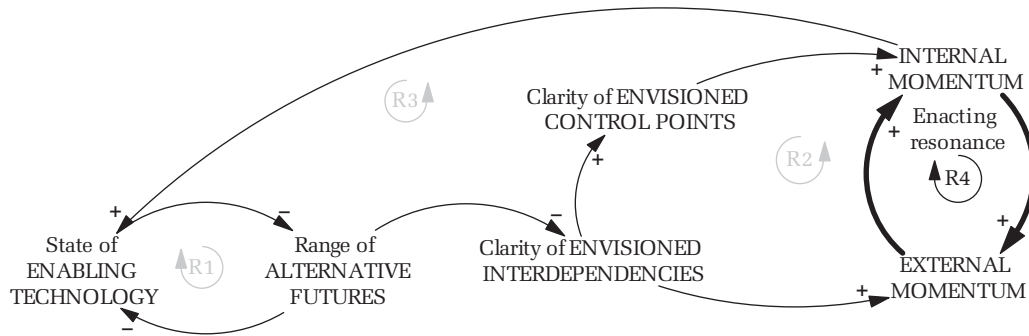 INTERNAL
MOMENTUM
+
R3
Clarity of ENVISIONED
CONTROL POINTS
Enacting
resonance
+
+
R2
R4
+
+
−
−
+
State of
ENABLING
TECHNOLOGY
R1
Range of
ALTERNATIVE
FUTURES
Clarity of ENVISIONED
INTERDEPENDENCIES
EXTERNAL
MOMENTUM
+
−